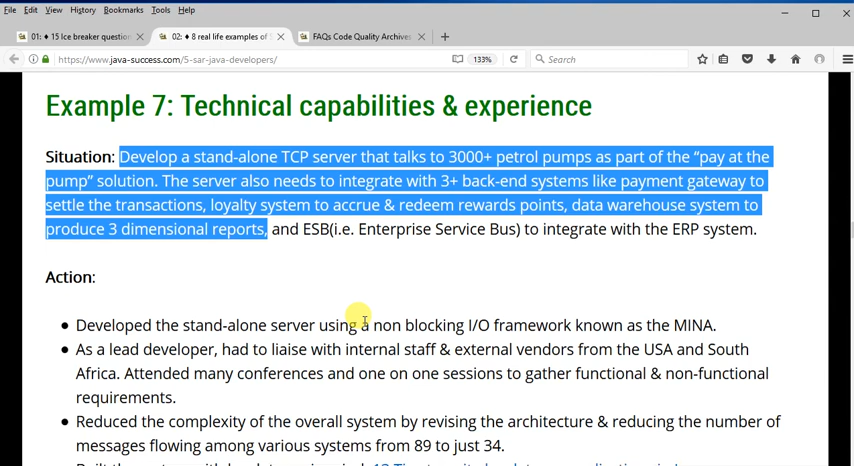 File Edit View History Bookmarks Tools Help
01: ♦ 15 Ice breaker question
02: ♦ 8 real life examples of S
FAQs Code Quality Archives
https://www.java-success.com/5-sar-java-developers/
133%
Search
Example 7: Technical capabilities & experience
Situation: Develop a stand-alone TCP server that talks to 3000+ petrol pumps as part of the “pay at the
pump” solution. The server also needs to integrate with 3+ back-end systems like payment gateway to
settle the transactions, loyalty system to accrue & redeem rewards points, data warehouse system to
produce 3 dimensional reports, and ESB(i.e. Enterprise Service Bus) to integrate with the ERP system.
Action:
● Developed the stand-alone server using a non blocking I/O framework known as the MINA.
● As a lead developer, had to liaise with internal staff & external vendors from the USA and South
Africa. Attended many conferences and one on one sessions to gather functional & non-functional
requirements.
● Reduced the complexity of the overall system by revising the architecture & reducing the number of
messages flowing among various systems from 89 to just 34.